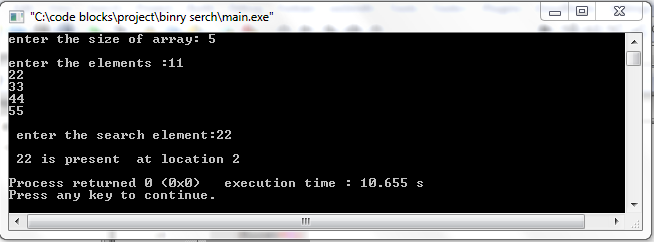 "C:\code blocks\project\binry serch\main.exe"
enter the size of array: 5
enter the elements :11
22
33
44
55
enter the search element:22
22 is present  at location 2
Process returned 0 (0x0)   execution time : 10.655 s
Press any key to continue.